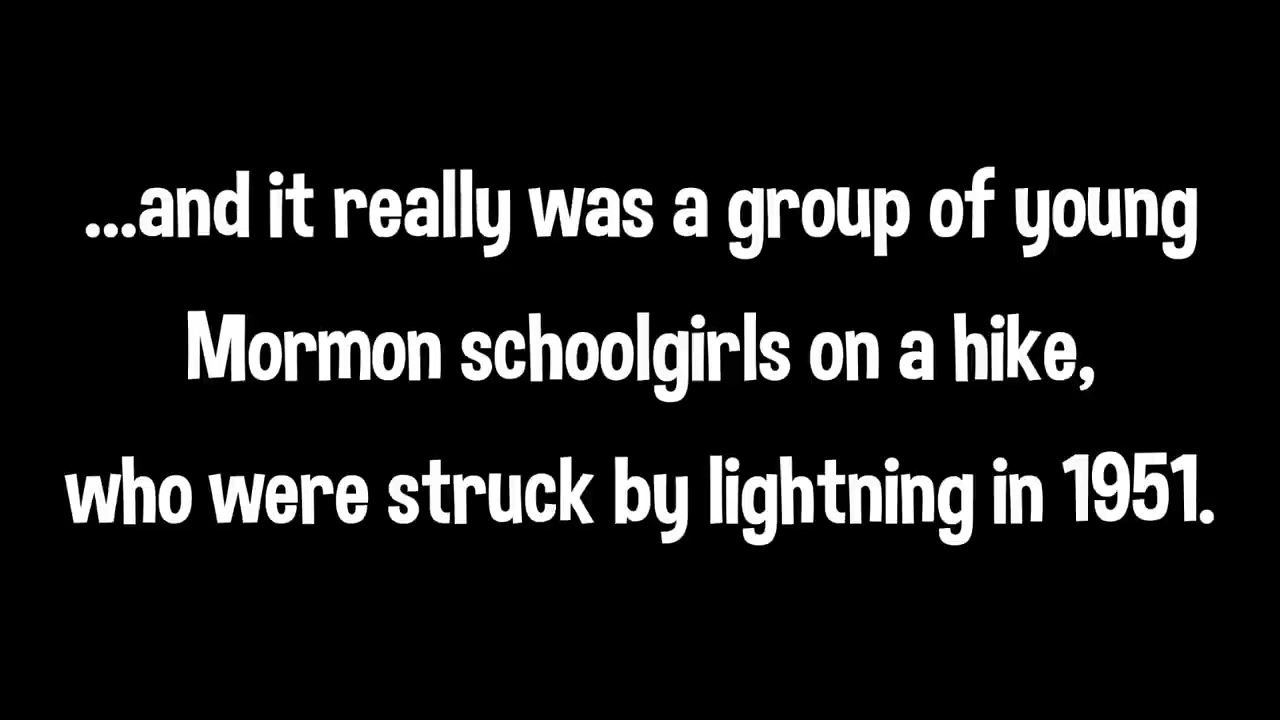 ...and it really was a group of young
Mormon schoolgirls on a hike,
who were struck by lightning in 1951.